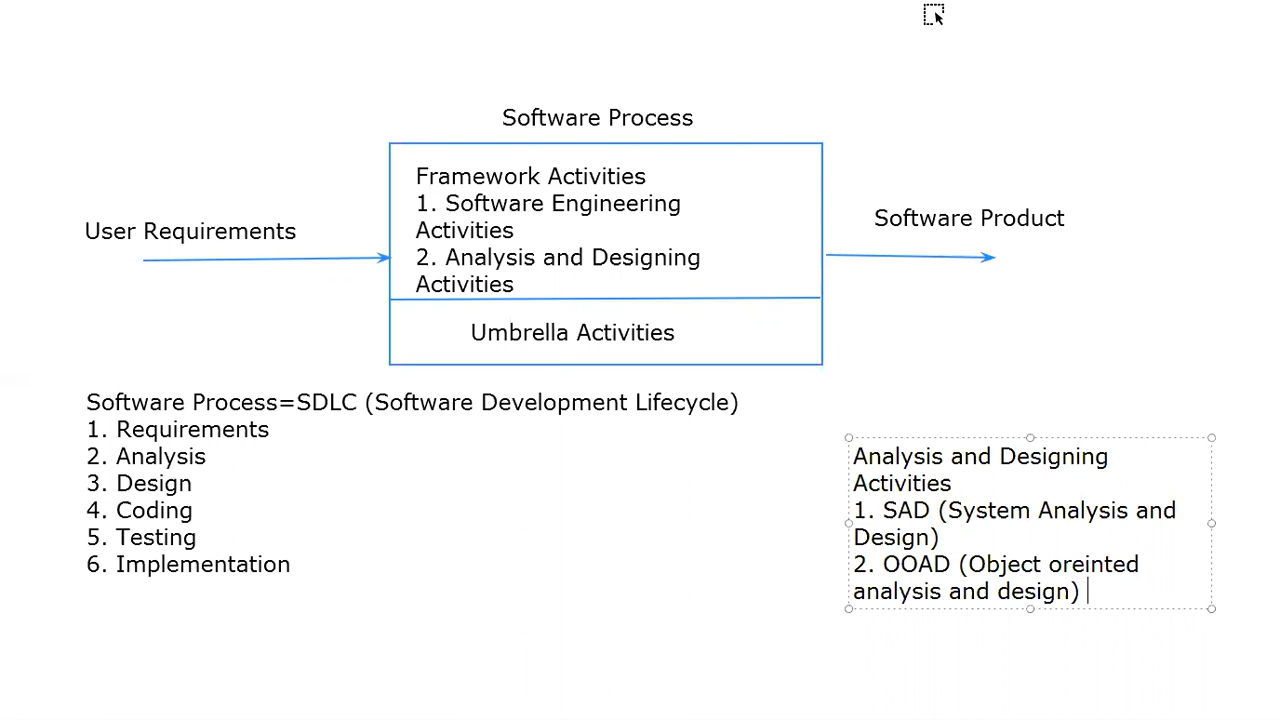 Software Process
Framework Activities
1. Software Engineering
Activities
2. Analysis and Designing
Activities
Umbrella Activities
User Requirements
Software Product
Software Process=SDLC (Software Development Lifecycle)
1. Requirements
2. Analysis
3. Design
4. Coding
5. Testing
6. Implementation
Analysis and Designing
Activities
1. SAD (System Analysis and
Design)
2. OOAD (Object oreinted
analysis and design)